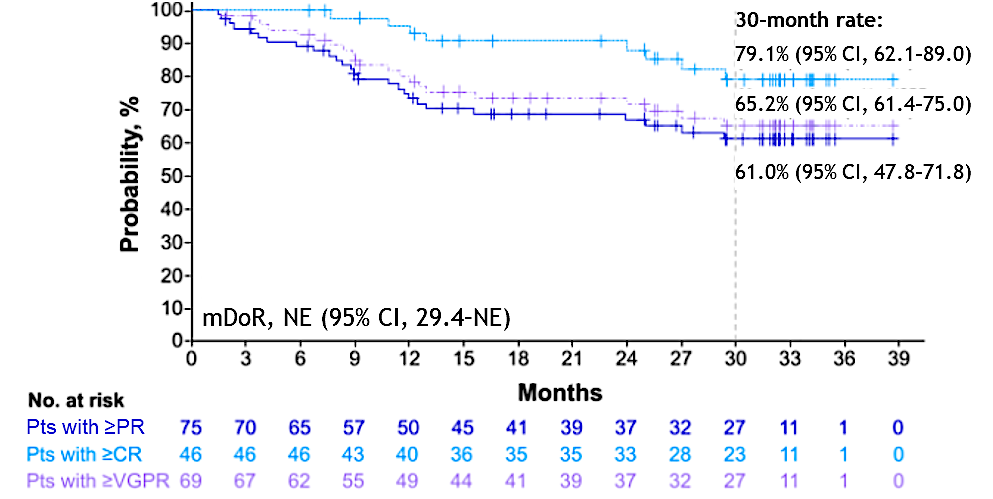 30-month rate:
79.1% (95% CI, 62.1-89.0)
65.2% (95% CI, 61.4-75.0)
61.0% (95% CI, 47.8-71.8)
Probability, %
100
90
80
70
60
50
40
30
20
10
0
mDoR, NE (95% CI, 29.4-NE)
0 3 6 9 12 15 18 21 24 27 30 33 36 39
Months
No. at risk
Pts with ≥PR 75 70 65 57 50 45 41 39 37 32 27 11 1 0
Pts with ≥CR 46 46 46 43 40 36 35 35 33 28 23 11 1 0
Pts with ≥VGPR 69 67 62 55 49 44 41 39 37 32 27 11 1 0